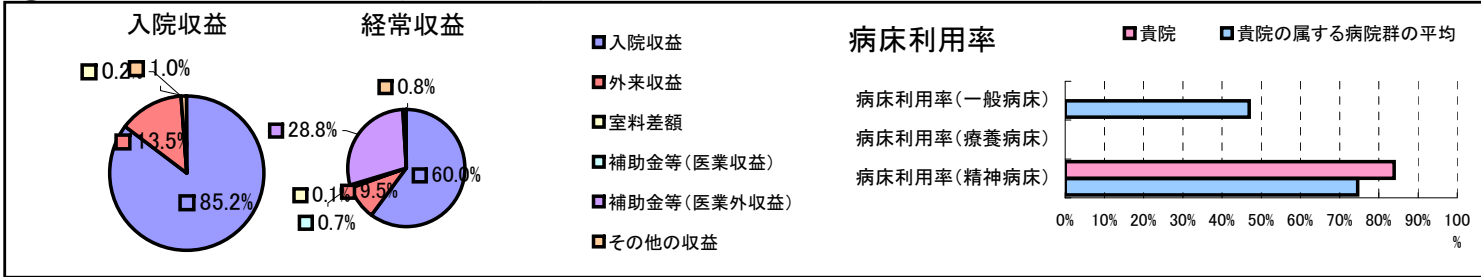 入院収益
0.2%
1.0%
13.5%
85.2%
経常収益
0.8%
28.8%
60.0%
0.1%
9.5%
0.7%
入院収益
外来収益
室料差額
補助金等(医業収益)
補助金等(医業外収益)
その他の収益
病床利用率
貴院
貴院の属する病院群の平均
病床利用率(一般病床)
病床利用率(療養病床)
病床利用率(精神病床)
0% 10% 20% 30% 40% 50% 60% 70% 80% 90% 100
%